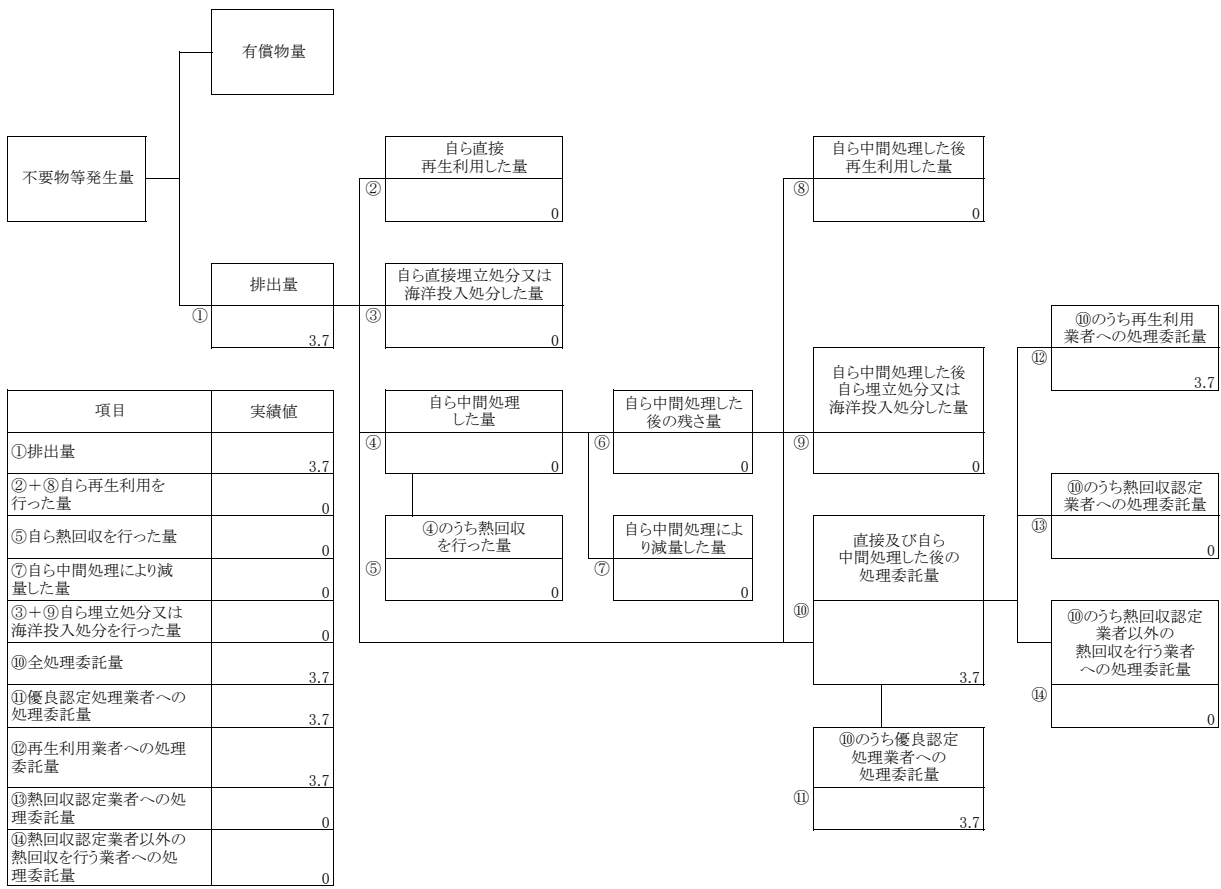 有償物量
不要物等発生量
自ら直接
再生利用した量
②
0
自ら中間処理した後
再生利用した量
⑧
0
排出量
①
3.7
自ら直接埋立処分又は
海洋投入処分した量
③
0
⑩のうち再生利用
業者への処理委託量
⑫
3.7
自ら中間処理
した量
④
0
自ら中間処理した
後の残さ量
⑥
0
自ら中間処理した後
自ら埋立処分又は
海洋投入処分した量
⑨
0
⑩のうち熱回収認定
業者への処理委託量
⑬
0
④のうち熱回収
を行った量
⑤
0
自ら中間処理によ
り減量した量
⑦
0
直接及び自ら
中間処理した後の
処理委託量
⑩
3.7
⑩のうち熱回収認定
業者以外の
熱回収を行う業者
への処理委託量
⑭
0
⑩のうち優良認定
処理業者への
処理委託量
⑪
3.7
項目 実績値
①排出量 3.7
②+⑧自ら再生利用を
行った量 0
⑤自ら熱回収を行った量 0
⑦自ら中間処理により減
量した量 0
③+⑨自ら埋立処分又は
海洋投入処分を行った量 0
⑩全処理委託量 3.7
⑪優良認定処理業者への
処理委託量 3.7
⑫再生利用業者への処理
委託量 3.7
⑬熱回収認定業者への処
理委託量 0
⑭熱回収認定業者以外の
熱回収を行う業者への処
理委託量 0